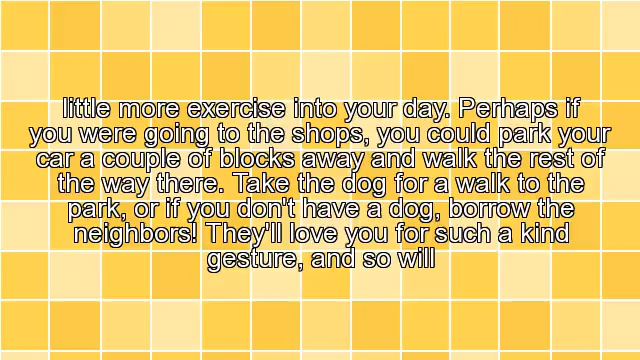 little more exercise into your day. Perhaps if
you were going to the shops, you could park your
car a couple of blocks away and walk the rest of
the way there. Take the dog for a walk to the
park, or if you don't have a dog, borrow the
neighbors! They'll love you for such a kind
gesture, and so will